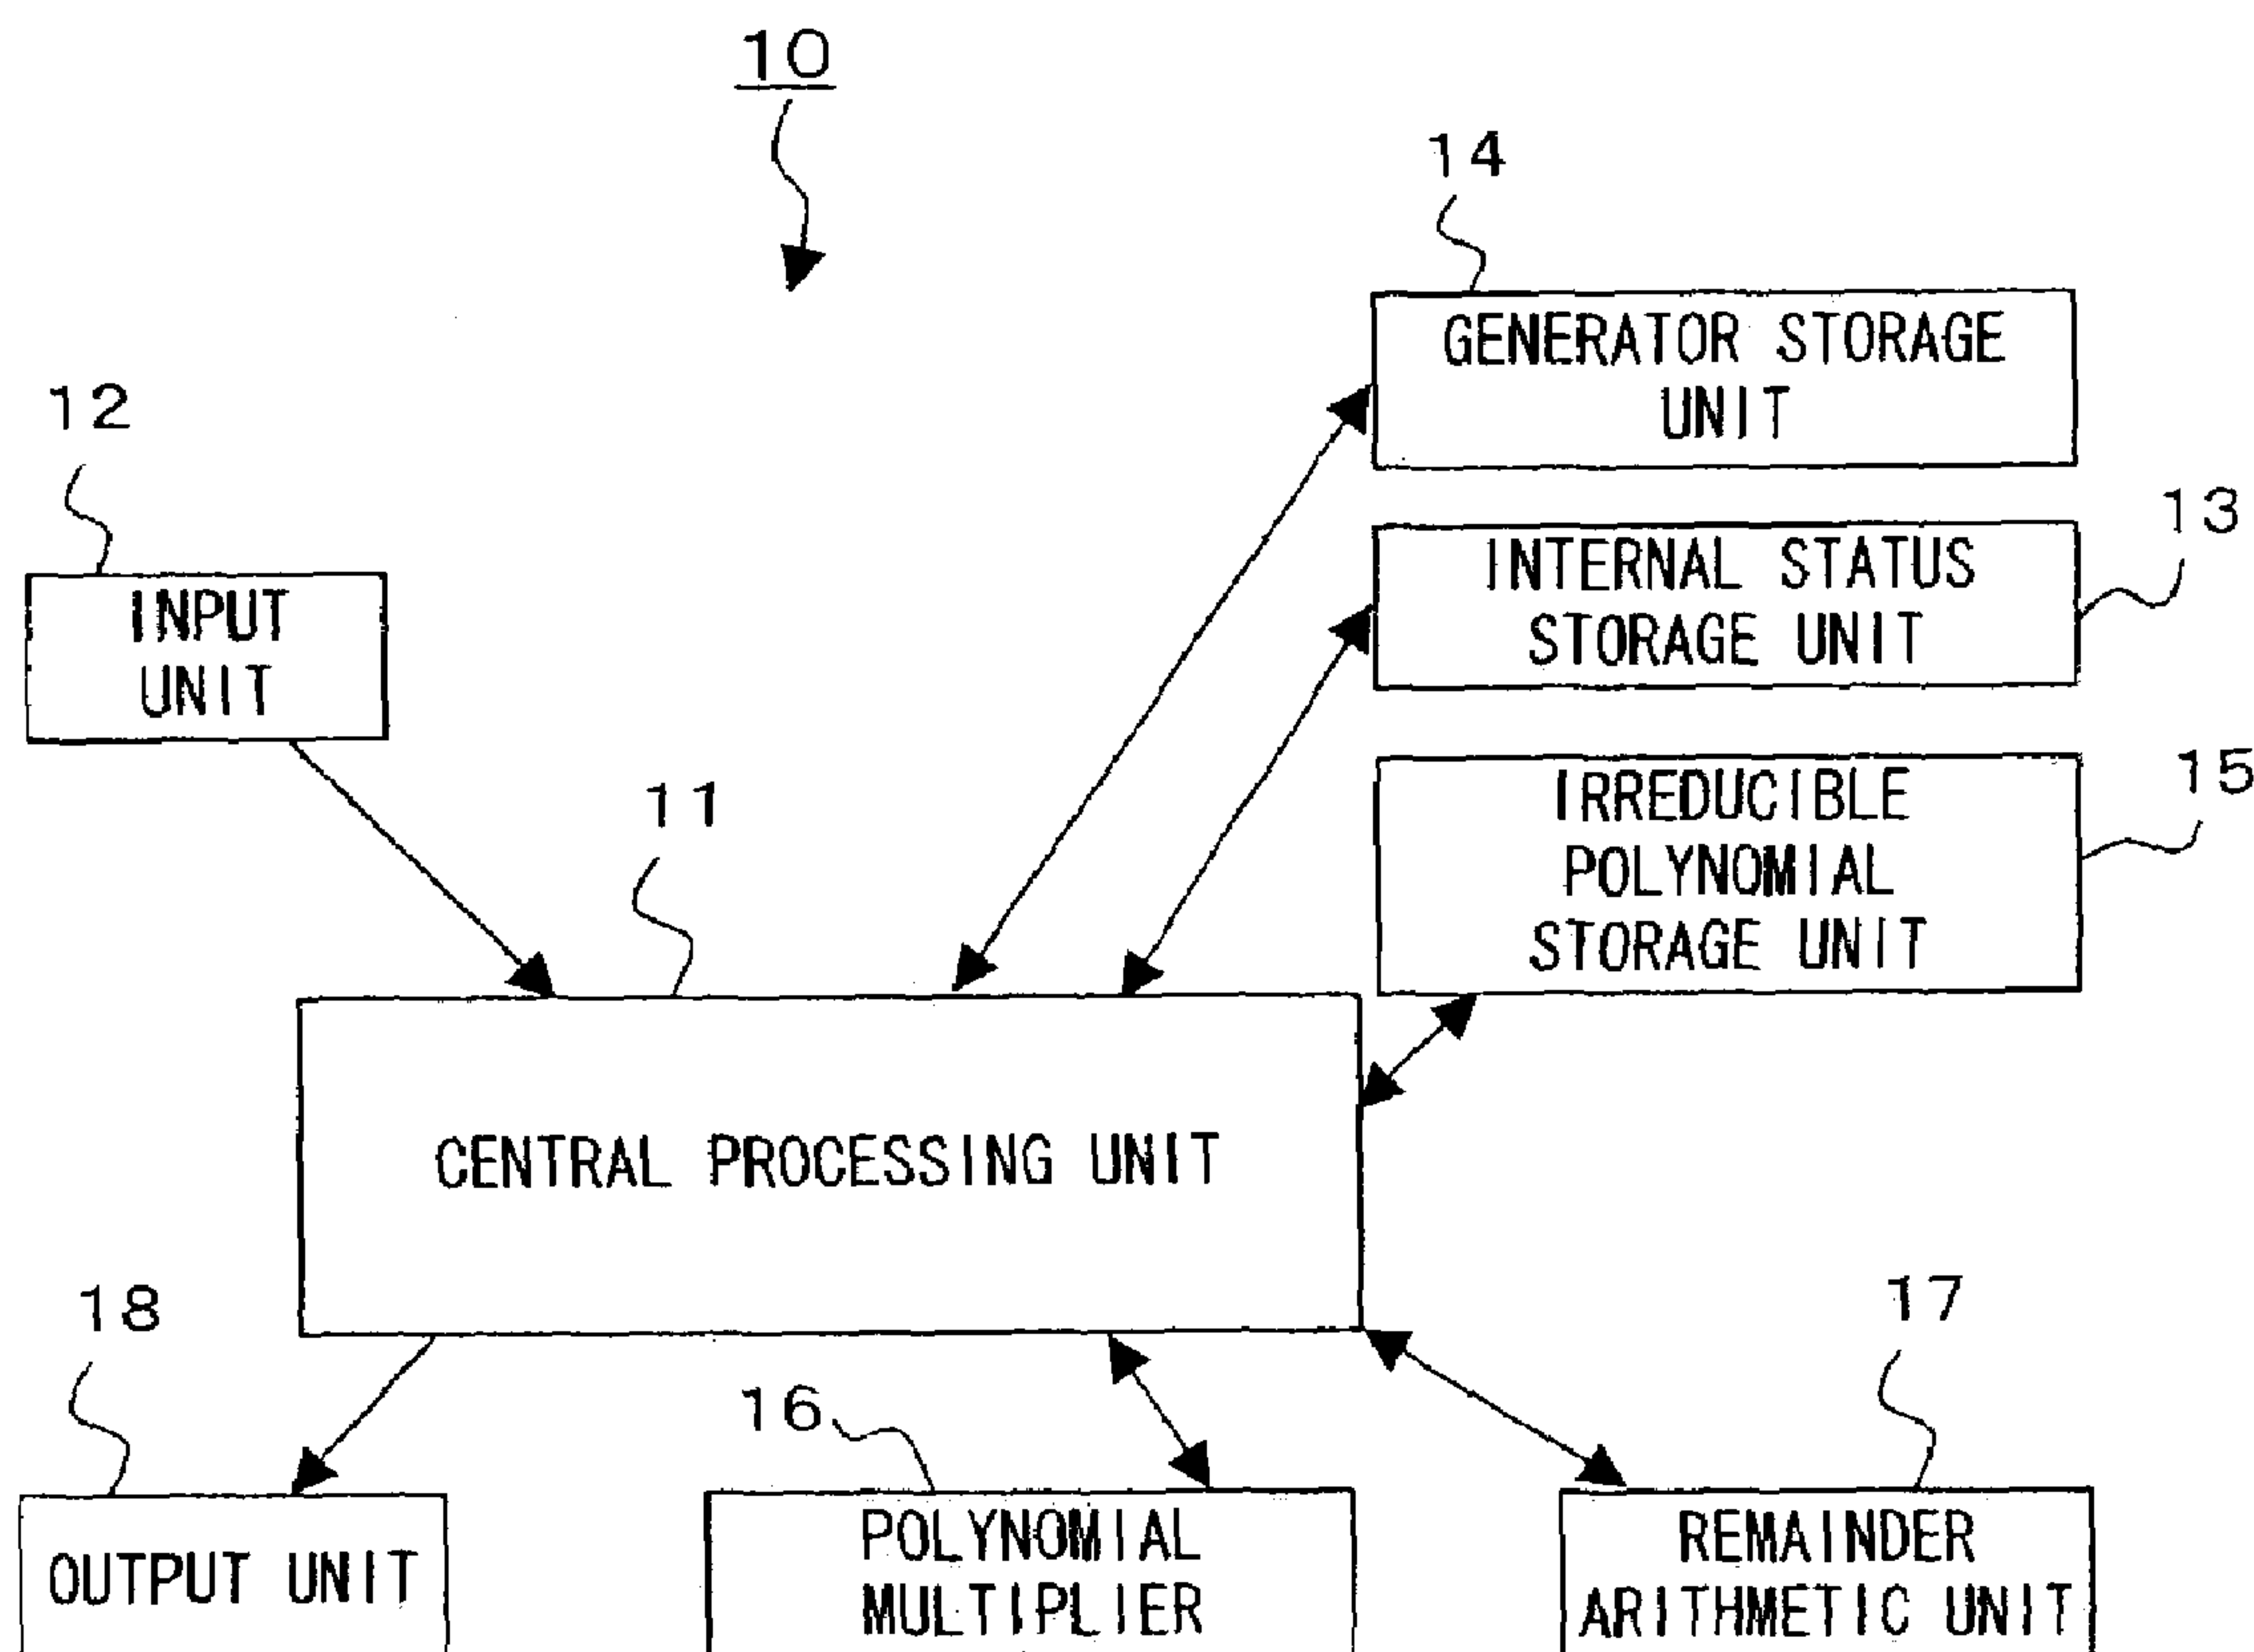 10
14
GENERATOR STORAGE
UNIT
13
INTERNAL STATUS
STORAGE UNIT
12
INPUT
UNIT
15
IRREDUCIBLE
POLYNOMIAL
STORAGE UNIT
11
CENTRAL PROCESSING UNIT
18
OUTPUT UNIT
16
POLYNOMIAL
MULTIPLIER
17
REMAINDER
ARITHMETIC UNIT